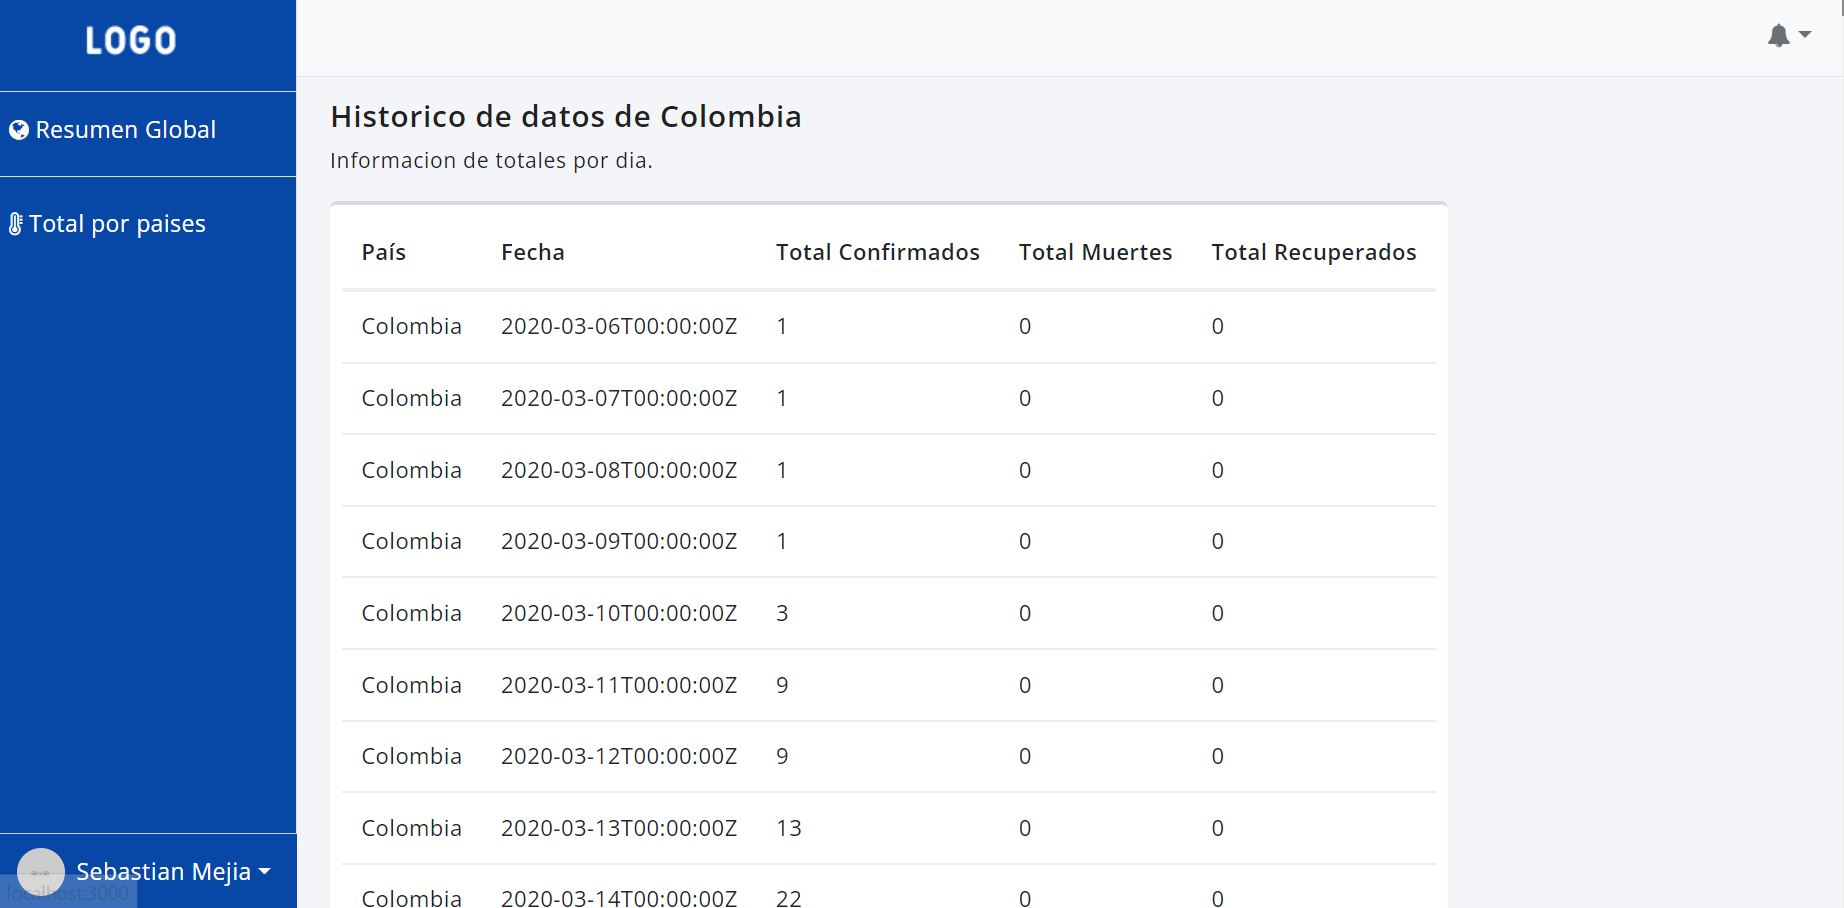 LOGO
Resumen Global
Total por paises
Historico de datos de Colombia
Informacion de totales por dia.
País Fecha Total Confirmados Total Muertes Total Recuperados
Colombia 2020-03-06T00:00:00Z 1 0 0
Colombia 2020-03-07T00:00:00Z 1 0 0
Colombia 2020-03-08T00:00:00Z 1 0 0
Colombia 2020-03-09T00:00:00Z 1 0 0
Colombia 2020-03-10T00:00:00Z 3 0 0
Colombia 2020-03-11T00:00:00Z 9 0 0
Colombia 2020-03-12T00:00:00Z 9 0 0
Colombia 2020-03-13T00:00:00Z 13 0 0
Colombia 2020-03-14T00:00:00Z 22 0 0
Sebastian Mejia
localhost:3000